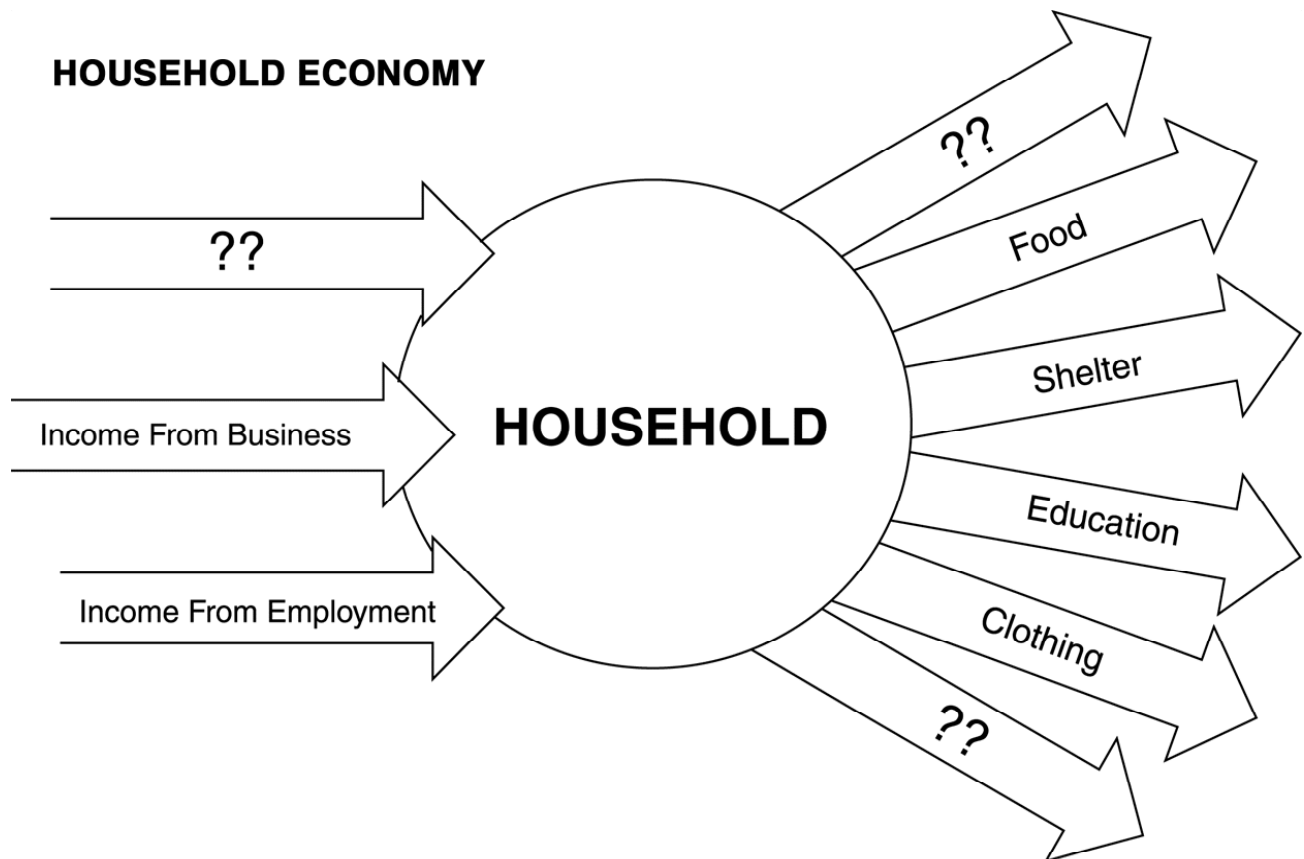 HOUSEHOLD ECONOMY
??
Income From Business
Income From Employment
HOUSEHOLD
??
Food
Shelter
Education
Clothing
??